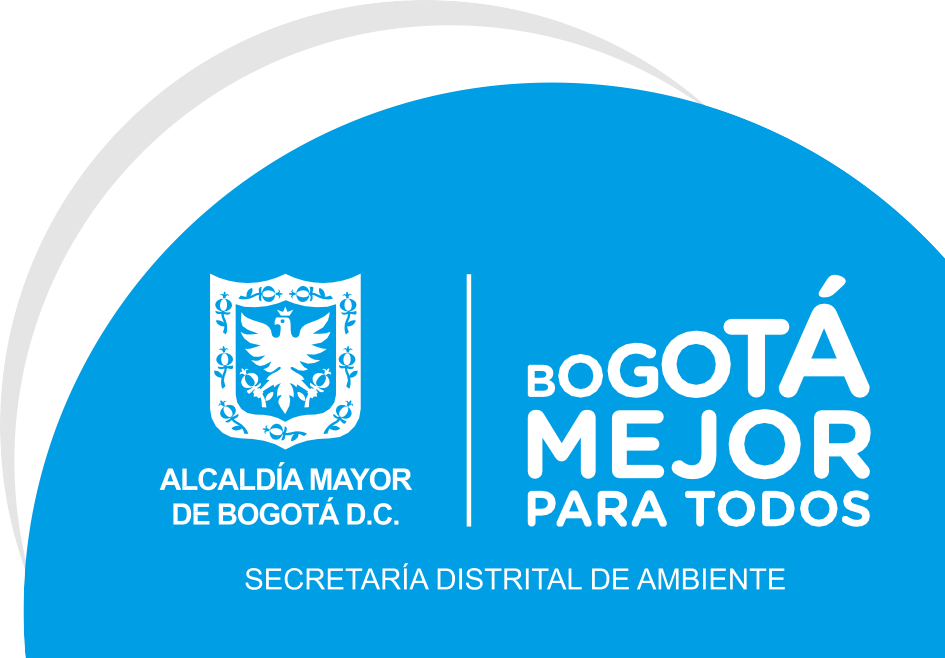 ALCALDÍA MAYOR
DE BOGOTÁ D.C.
BOGOTÁ
MEJOR
PARA TODOS
SECRETARÍA DISTRITAL DE AMBIENTE